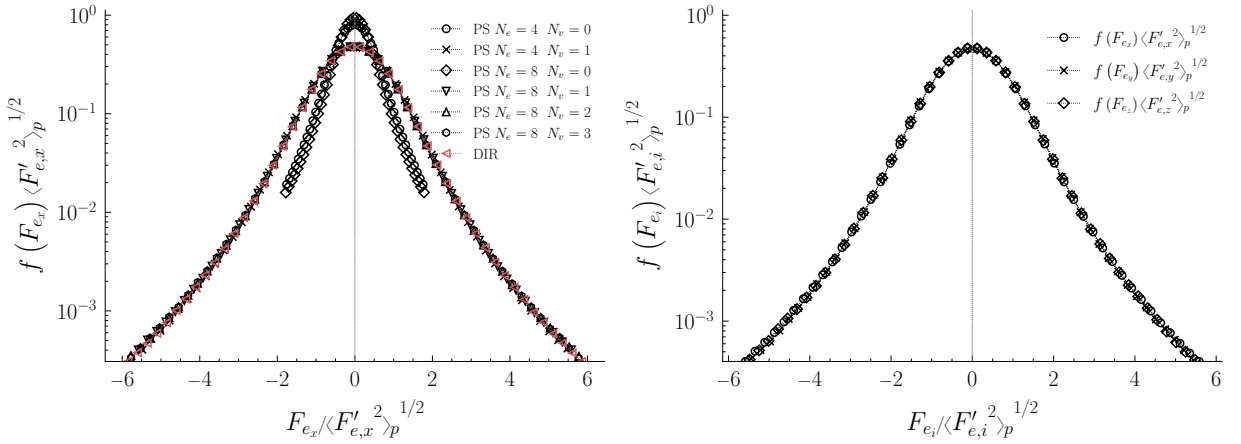 10⁰
10⁻¹
10⁻²
10⁻³
f (F_{e_x}) ⟨F′_{e,x}²⟩_p^{1/2}
−6 −4 −2 0 2 4 6
F_{e_x}/⟨F′_{e,x}²⟩_p^{1/2}
PS N_e = 4 N_v = 0
PS N_e = 4 N_v = 1
PS N_e = 8 N_v = 0
PS N_e = 8 N_v = 1
PS N_e = 8 N_v = 2
PS N_e = 8 N_v = 3
DIR
10⁰
10⁻¹
10⁻²
10⁻³
f (F_{e_i}) ⟨F′_{e,i}²⟩_p^{1/2}
−6 −4 −2 0 2 4 6
F_{e_i}/⟨F′_{e,i}²⟩_p^{1/2}
f (F_{e_x}) ⟨F′_{e,x}²⟩_p^{1/2}
f (F_{e_y}) ⟨F′_{e,y}²⟩_p^{1/2}
f (F_{e_z}) ⟨F′_{e,z}²⟩_p^{1/2}